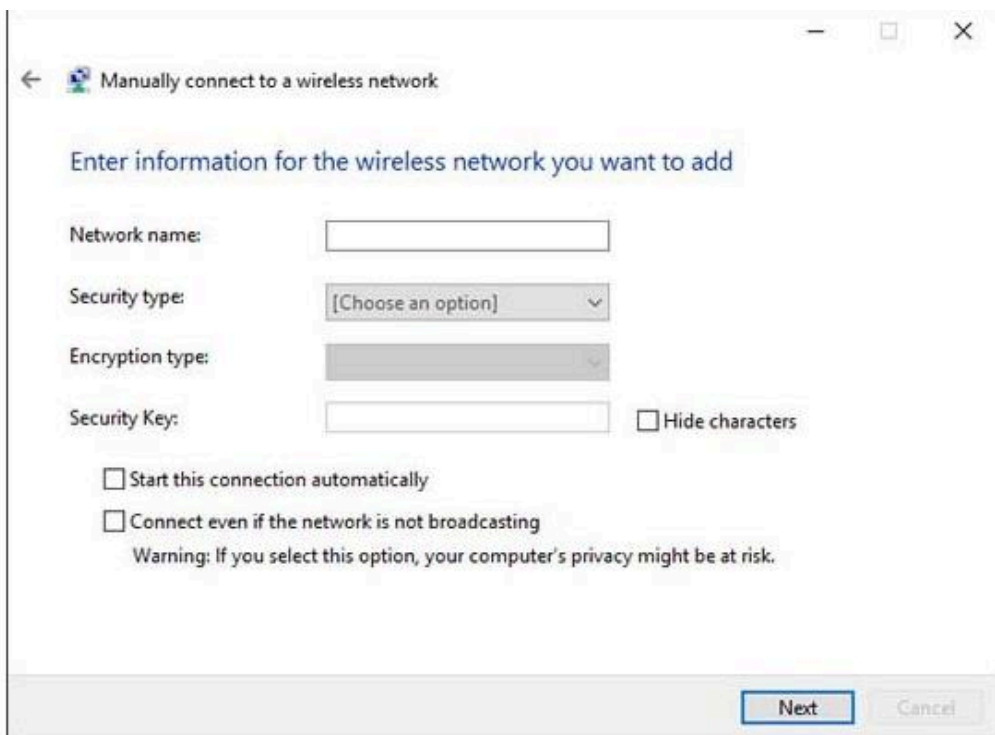 Manually connect to a wireless network
Enter information for the wireless network you want to add
Network name:
Security type: [Choose an option]
Encryption type:
Security Key: Hide characters
Start this connection automatically
Connect even if the network is not broadcasting
Warning: If you select this option, your computer's privacy might be at risk.
Next Cancel